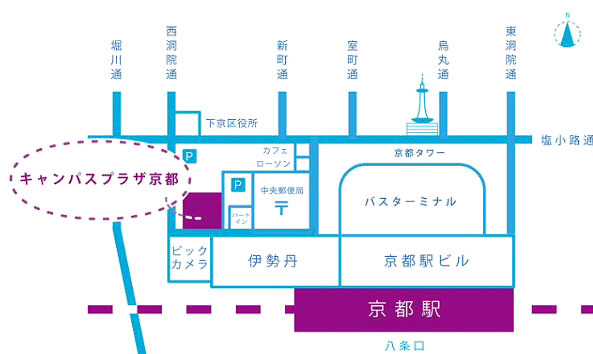 N
堀川通
西洞院通
新町通
室町通
烏丸通
東洞院通
下京区役所
塩小路通
カフェ
ローソン
京都タワー
P
キャンパスプラザ京都
P
中央郵便局
〒
ハートイン
バスターミナル
ビックカメラ
伊勢丹
京都駅ビル
京都駅
八条口